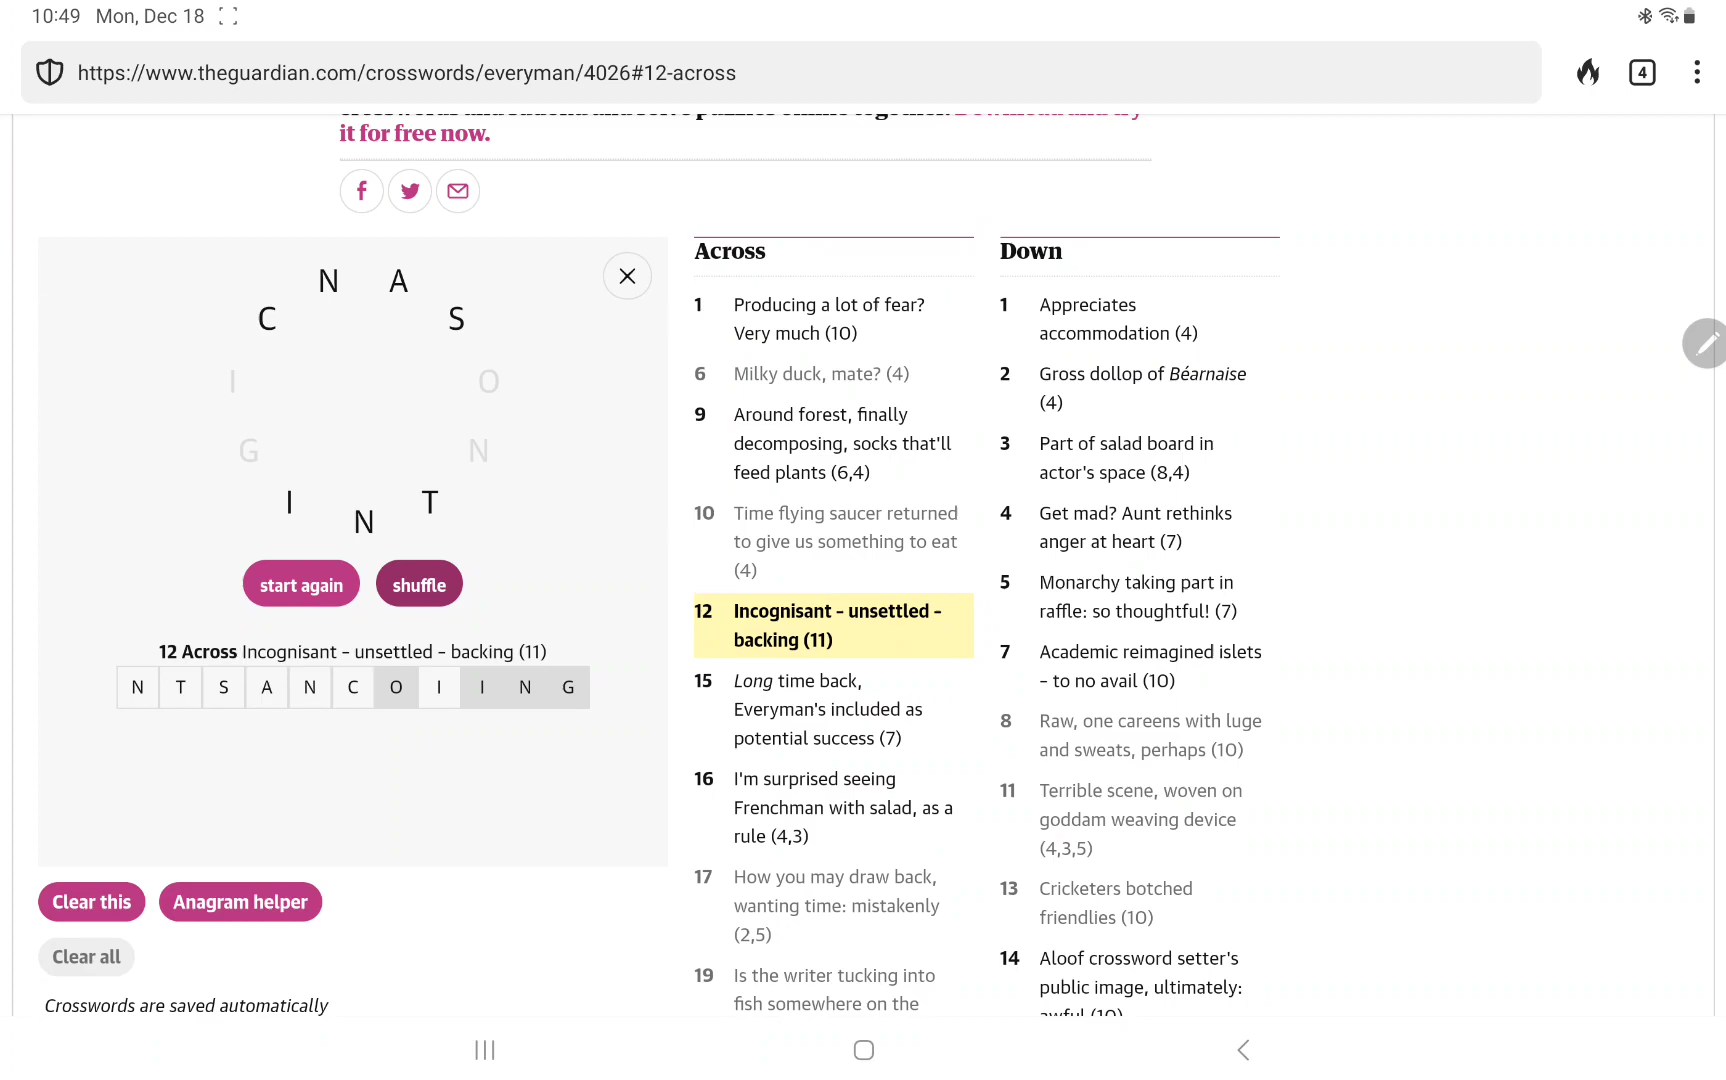 10:49 Mon, Dec 18
https://www.theguardian.com/crosswords/everyman/4026#12-across
4
it for free now.
N A
C S
I O
G N
I T
N
start again shuffle
12 Across Incognisant – unsettled – backing (11)
N T S A N C O I I N G
Clear this Anagram helper
Clear all
Crosswords are saved automatically
Across
1 Producing a lot of fear?
Very much (10)
6 Milky duck, mate? (4)
9 Around forest, finally
decomposing, socks that'll
feed plants (6,4)
10 Time flying saucer returned
to give us something to eat
(4)
12 Incognisant – unsettled –
backing (11)
15 Long time back,
Everyman's included as
potential success (7)
16 I'm surprised seeing
Frenchman with salad, as a
rule (4,3)
17 How you may draw back,
wanting time: mistakenly
(2,5)
19 Is the writer tucking into
fish somewhere on the
Down
1 Appreciates
accommodation (4)
2 Gross dollop of Béarnaise
(4)
3 Part of salad board in
actor's space (8,4)
4 Get mad? Aunt rethinks
anger at heart (7)
5 Monarchy taking part in
raffle: so thoughtful! (7)
7 Academic reimagined islets
– to no avail (10)
8 Raw, one careens with luge
and sweats, perhaps (10)
11 Terrible scene, woven on
goddam weaving device
(4,3,5)
13 Cricketers botched
friendlies (10)
14 Aloof crossword setter's
public image, ultimately:
awful (10)